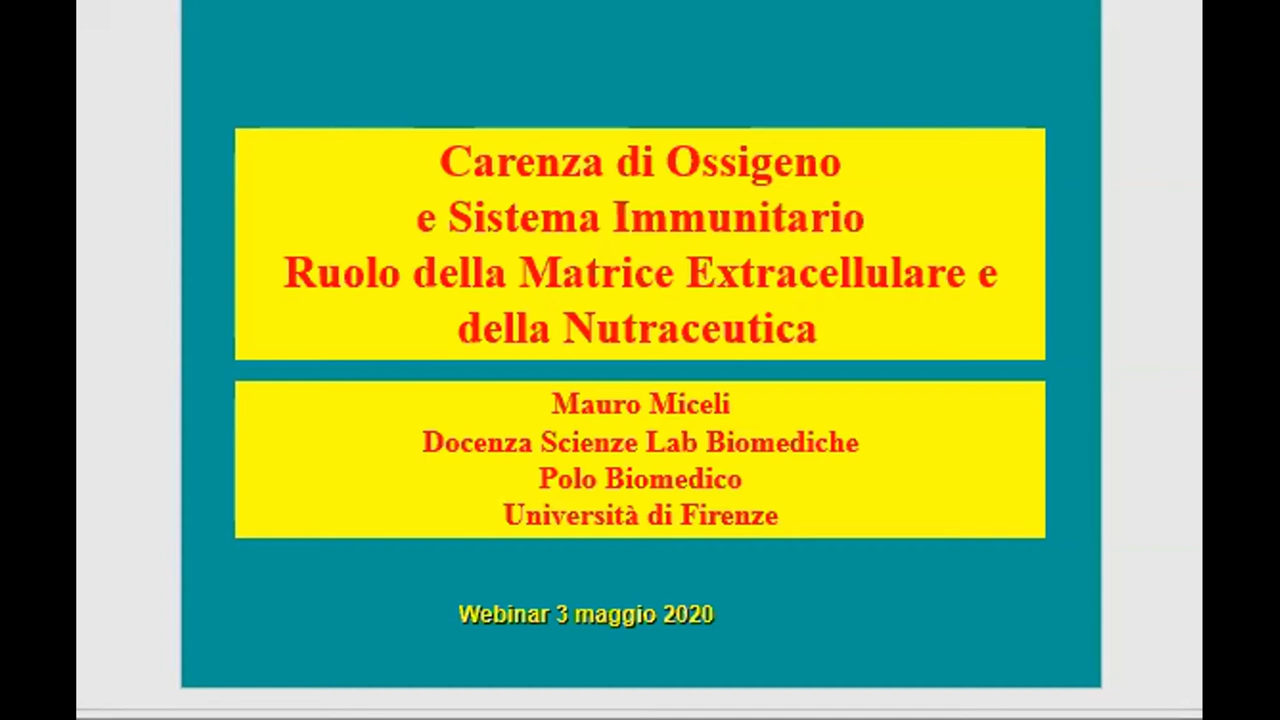 Carenza di Ossigeno
e Sistema Immunitario
Ruolo della Matrice Extracellulare e
della Nutraceutica
Mauro Miceli
Docenza Scienze Lab Biomediche
Polo Biomedico
Università di Firenze
Webinar 3 maggio 2020